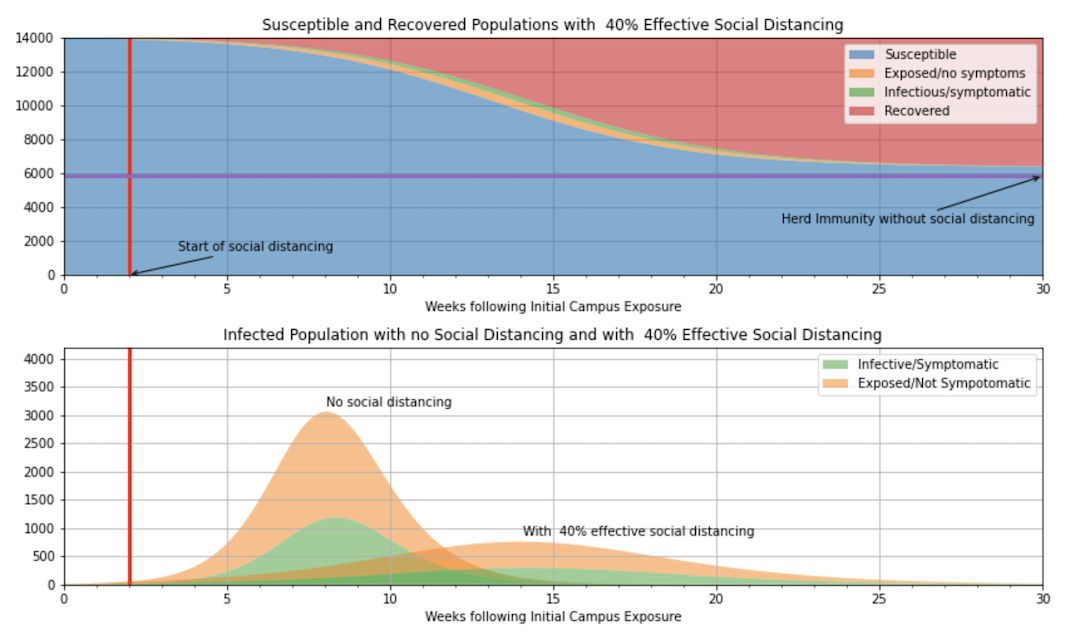 Susceptible and Recovered Populations with  40% Effective Social Distancing
14000
12000
10000
8000
6000
4000
2000
0
Susceptible
Exposed/no symptoms
Infectious/symptomatic
Recovered
Herd Immunity without social distancing
Start of social distancing
0 5 10 15 20 25 30
Weeks following Initial Campus Exposure
Infected Population with no Social Distancing and with  40% Effective Social Distancing
4000
3500
3000
2500
2000
1500
1000
500
0
Infective/Symptomatic
Exposed/Not Sympotomatic
No social distancing
With  40% effective social distancing
0 5 10 15 20 25 30
Weeks following Initial Campus Exposure